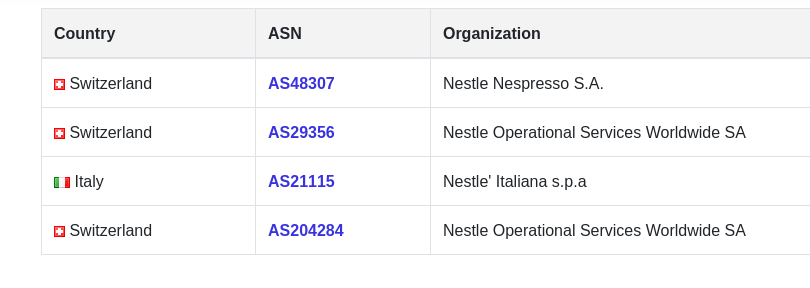 Country ASN Organization
Switzerland AS48307 Nestle Nespresso S.A.
Switzerland AS29356 Nestle Operational Services Worldwide SA
Italy AS21115 Nestle' Italiana s.p.a
Switzerland AS204284 Nestle Operational Services Worldwide SA